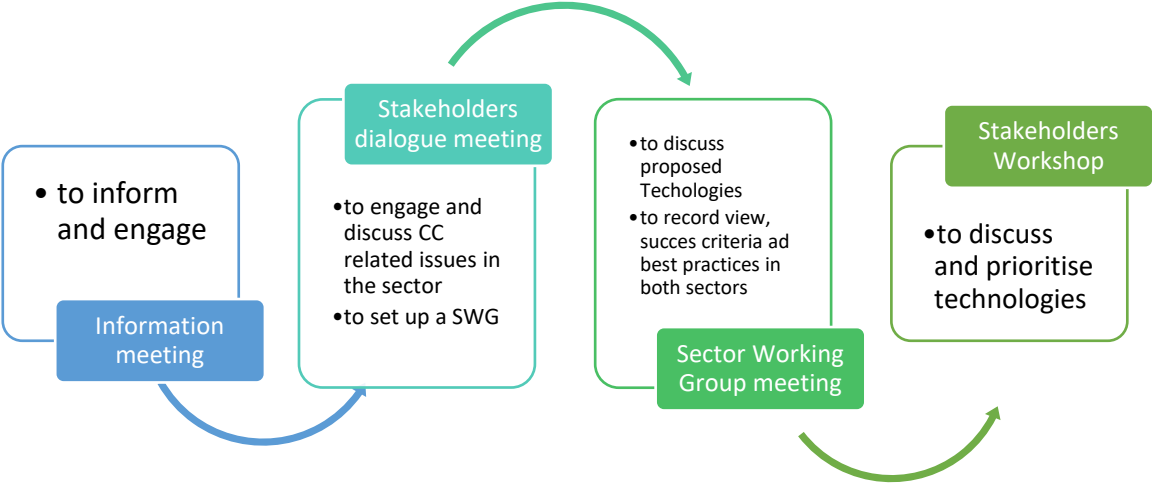 • to inform
and engage
Information
meeting
Stakeholders
dialogue meeting
•to engage and
discuss CC
related issues in
the sector
•to set up a SWG
•to discuss
proposed
Techologies
•to record view,
succes criteria ad
best practices in
both sectors
Sector Working
Group meeting
Stakeholders
Workshop
•to discuss
and prioritise
technologies